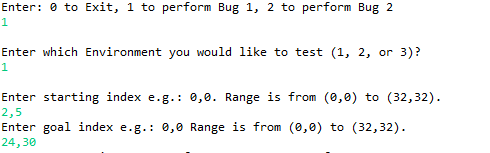 Enter: 0 to Exit, 1 to perform Bug 1, 2 to perform Bug 2
1
Enter which Environment you would like to test (1, 2, or 3)?
1
Enter starting index e.g.: 0,0. Range is from (0,0) to (32,32).
2,5
Enter goal index e.g.: 0,0 Range is from (0,0) to (32,32).
24,30